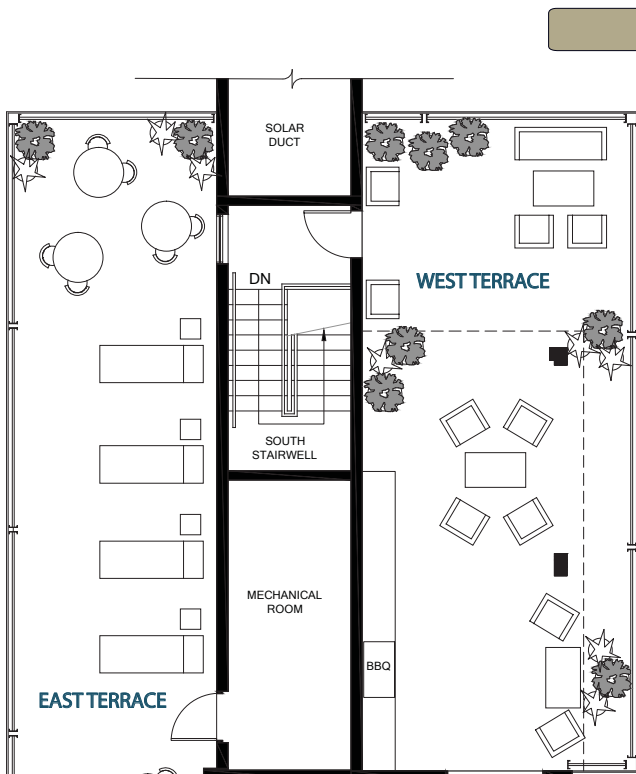 SOLAR
DUCT
DN
WEST TERRACE
SOUTH
STAIRWELL
MECHANICAL
ROOM
BBQ
EAST TERRACE